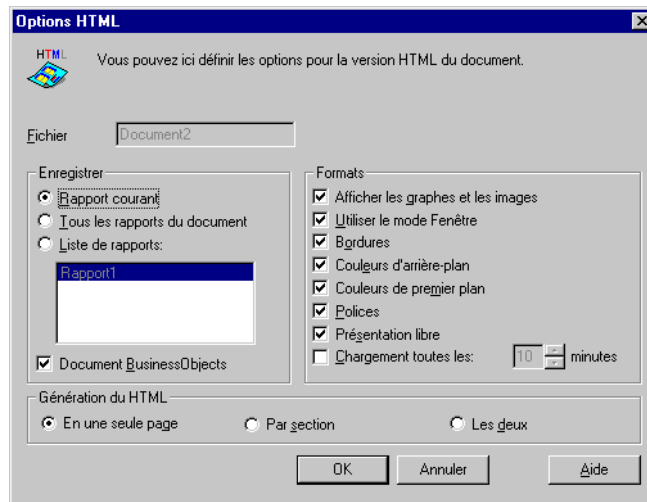 Options HTML
HTML
Vous pouvez ici définir les options pour la version HTML du document.
Fichier Document2
Enregistrer
Rapport courant
Tous les rapports du document
Liste de rapports:
Rapport1
Document BusinessObjects
Formats
Afficher les graphes et les images
Utiliser le mode Fenêtre
Bordures
Couleurs d'arrière-plan
Couleurs de premier plan
Polices
Présentation libre
Chargement toutes les: 10 minutes
Génération du HTML
En une seule page Par section Les deux
OK Annuler Aide